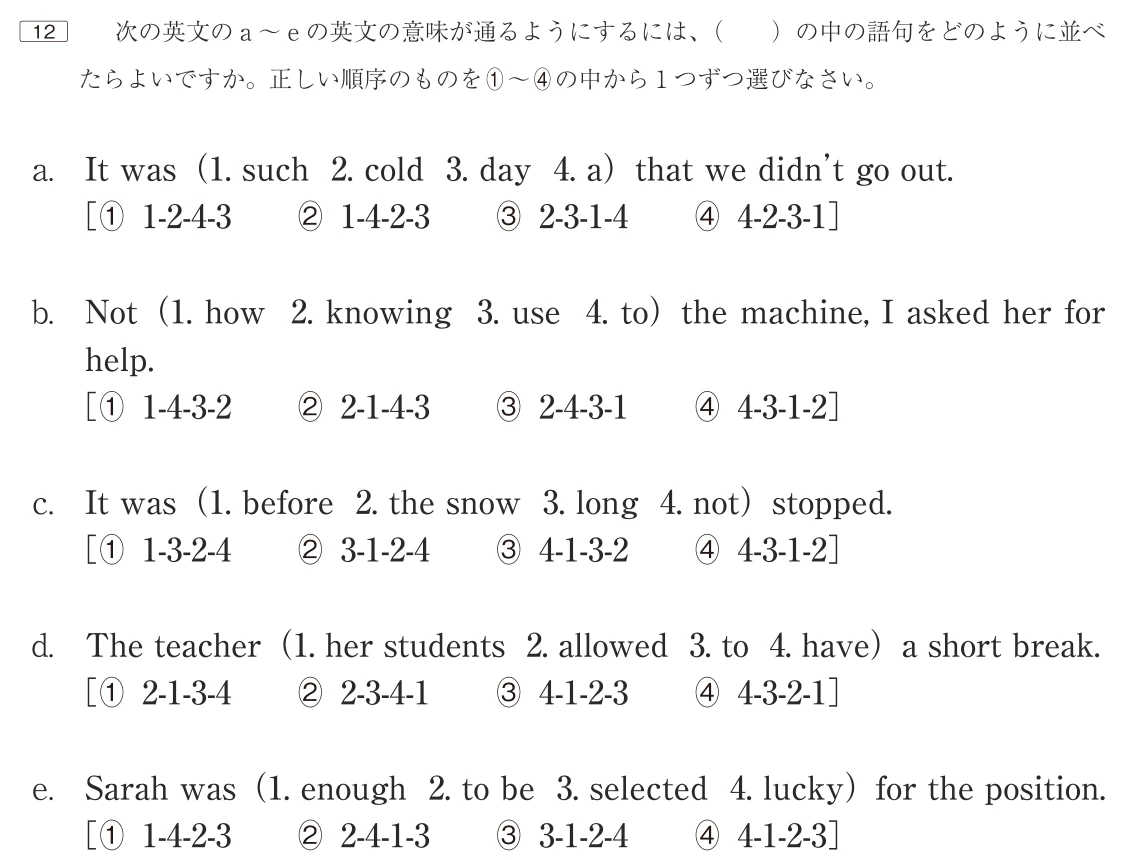 12 次の英文のa～eの英文の意味が通るようにするには、(　　)の中の語句をどのように並べ
たらよいですか。正しい順序のものを①～④の中から１つずつ選びなさい。
a. It was (1. such 2. cold 3. day 4. a) that we didn't go out.
[① 1-2-4-3 ② 1-4-2-3 ③ 2-3-1-4 ④ 4-2-3-1]
b. Not (1. how 2. knowing 3. use 4. to) the machine, I asked her for
help.
[① 1-4-3-2 ② 2-1-4-3 ③ 2-4-3-1 ④ 4-3-1-2]
c. It was (1. before 2. the snow 3. long 4. not) stopped.
[① 1-3-2-4 ② 3-1-2-4 ③ 4-1-3-2 ④ 4-3-1-2]
d. The teacher (1. her students 2. allowed 3. to 4. have) a short break.
[① 2-1-3-4 ② 2-3-4-1 ③ 4-1-2-3 ④ 4-3-2-1]
e. Sarah was (1. enough 2. to be 3. selected 4. lucky) for the position.
[① 1-4-2-3 ② 2-4-1-3 ③ 3-1-2-4 ④ 4-1-2-3]